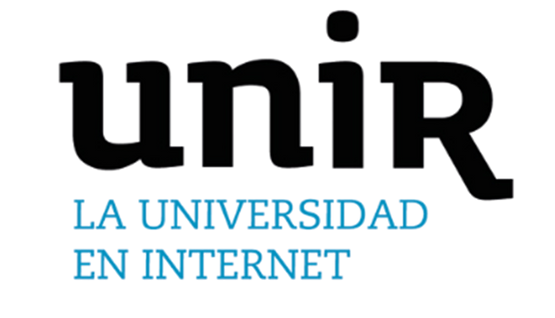 uniR
LA UNIVERSIDAD
EN INTERNET